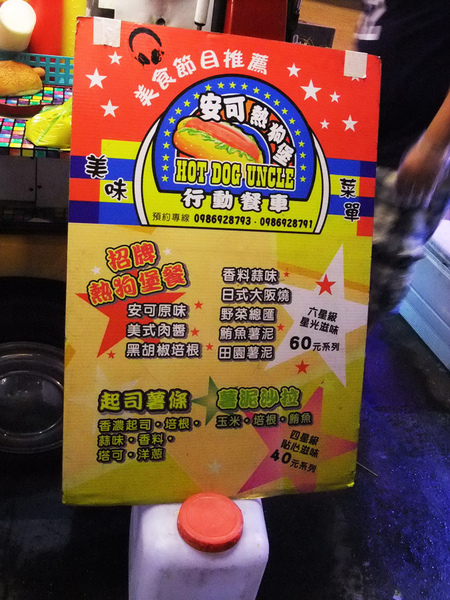 美食節目推薦
安可熱狗堡
HOT DOG UNCLE
行動餐車
預約專線 0986928793 · 0986928791
美味
菜單
招牌
熱狗堡餐
安可原味
美式肉醬
黑胡椒培根
香料蒜味
日式大阪燒
野菜總匯
鮪魚薯泥
田園薯泥
六星級
星光滋味
60元系列
起司薯條
香濃起司·培根·
蒜味·香料·
塔可·洋蔥
薯泥沙拉
玉米·培根·鮪魚
四星級
貼心滋味
40元系列